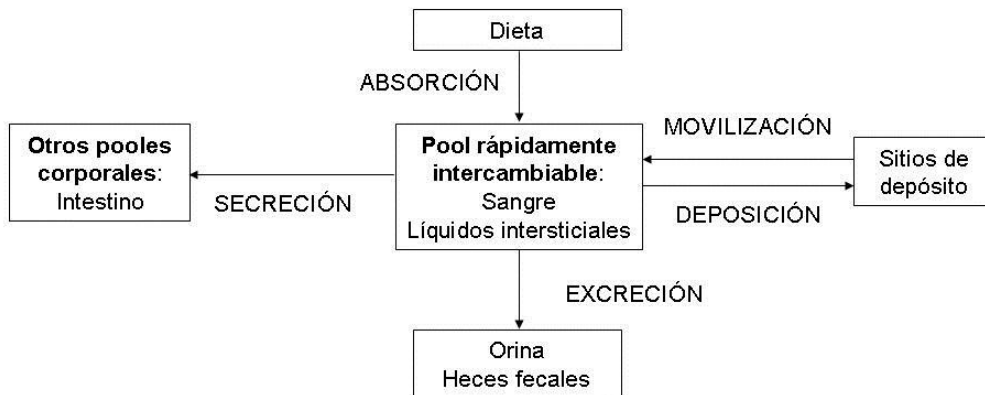 Dieta
ABSORCIÓN
Otros pooles
corporales:
Intestino
SECRECIÓN
Pool rápidamente
intercambiable:
Sangre
Líquidos intersticiales
MOVILIZACIÓN
DEPOSICIÓN
Sitios de
depósito
EXCRECIÓN
Orina
Heces fecales